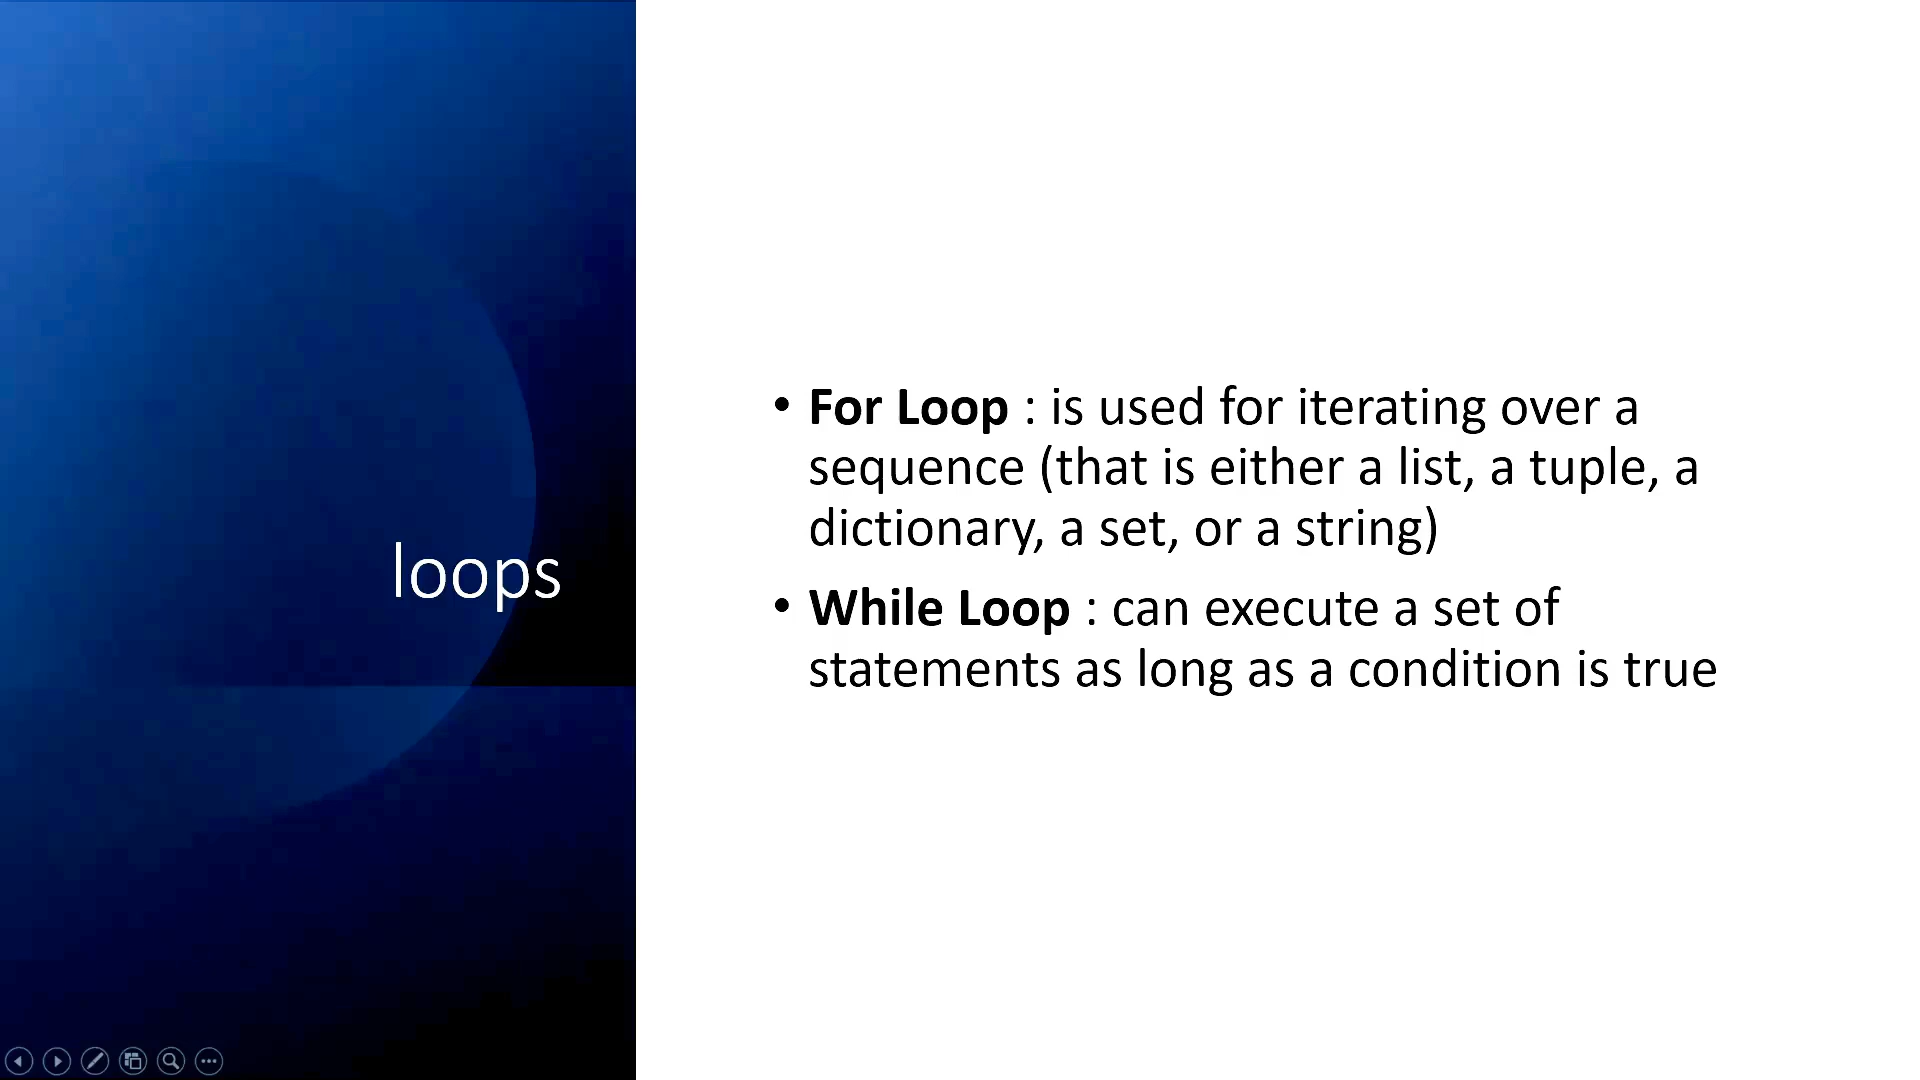 loops
• For Loop : is used for iterating over a
sequence (that is either a list, a tuple, a
dictionary, a set, or a string)
• While Loop : can execute a set of
statements as long as a condition is true